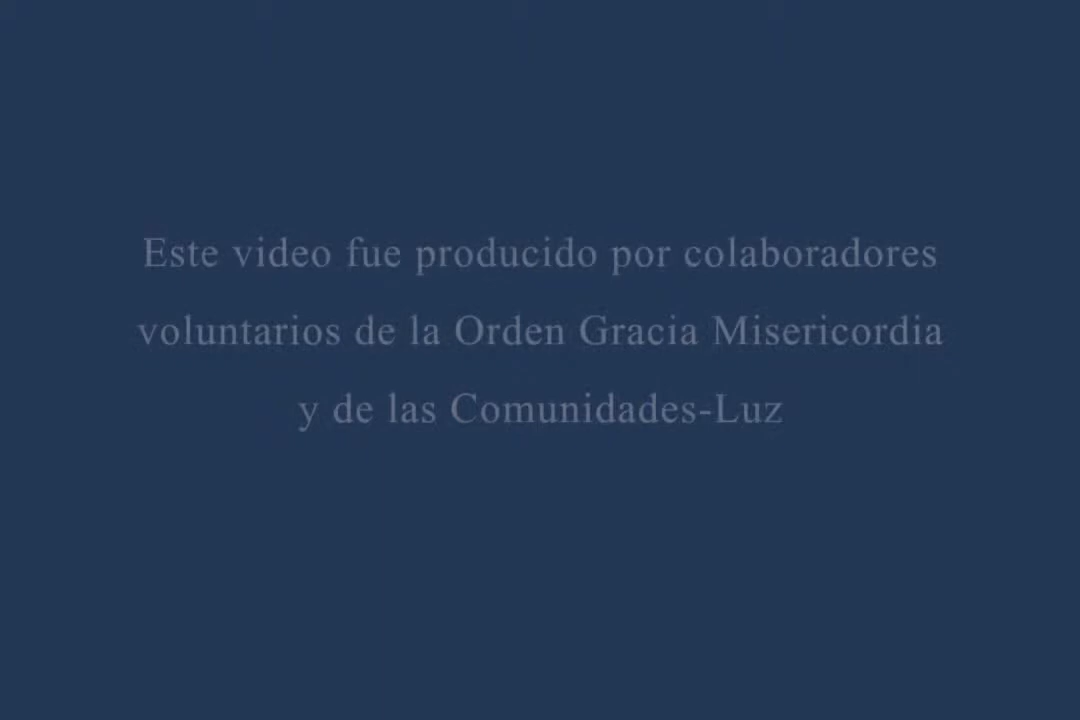 Este video fue producido por colaboradores
voluntarios de la Orden Gracia Misericordia
y de las Comunidades-Luz